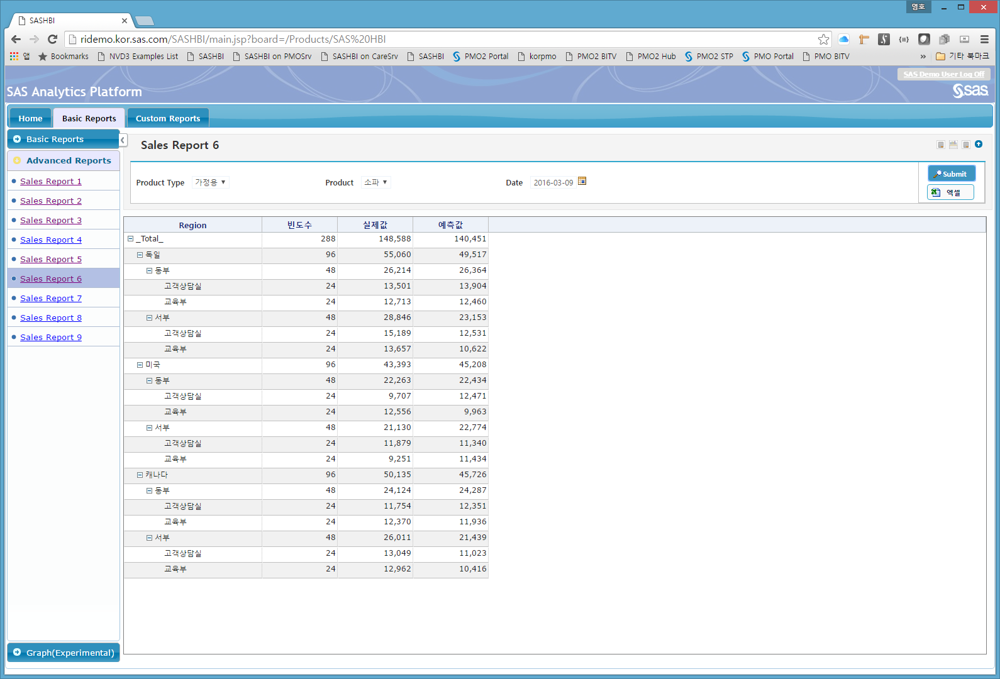 영호
SASHBI
ridemo.kor.sas.com/SASHBI/main.jsp?board=/Products/SAS%20HBI
앱 Bookmarks NVD3 Examples List SASHBI SASHBI on PMOSrv SASHBI on CareSrv SASHBI PMO2 Portal korpmo PMO2 BITV PMO2 Hub PMO2 STP PMO Portal PMO BITV » 기타 북마크
SAS Demo User Log Off
SAS Analytics Platform
sas
Home Basic Reports Custom Reports
Basic Reports
Advanced Reports
Sales Report 1
Sales Report 2
Sales Report 3
Sales Report 4
Sales Report 5
Sales Report 6
Sales Report 7
Sales Report 8
Sales Report 9
Graph(Experimental)
Sales Report 6
Product Type 가정용 Product 소파 Date 2016-03-09
Submit
엑셀
Region 빈도수 실제값 예측값
_Total_ 288 148,588 140,451
독일 96 55,060 49,517
동부 48 26,214 26,364
고객상담실 24 13,501 13,904
교육부 24 12,713 12,460
서부 48 28,846 23,153
고객상담실 24 15,189 12,531
교육부 24 13,657 10,622
미국 96 43,393 45,208
동부 48 22,263 22,434
고객상담실 24 9,707 12,471
교육부 24 12,556 9,963
서부 48 21,130 22,774
고객상담실 24 11,879 11,340
교육부 24 9,251 11,434
캐나다 96 50,135 45,726
동부 48 24,124 24,287
고객상담실 24 11,754 12,351
교육부 24 12,370 11,936
서부 48 26,011 21,439
고객상담실 24 13,049 11,023
교육부 24 12,962 10,416